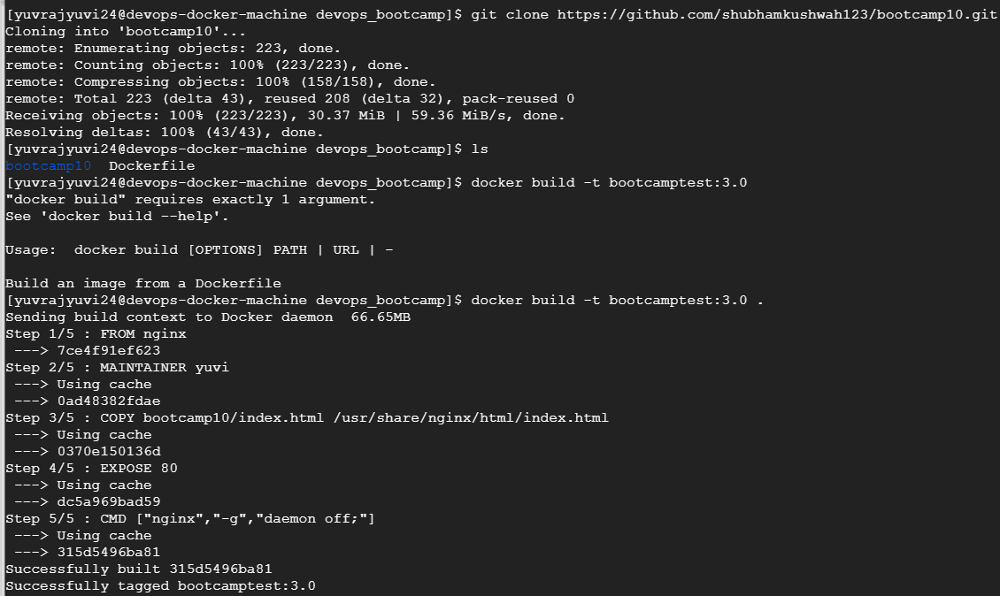 [yuvrajyuvi24@devops-docker-machine devops_bootcamp]$ git clone https://github.com/shubhamkushwah123/bootcamp10.git
Cloning into 'bootcamp10'...
remote: Enumerating objects: 223, done.
remote: Counting objects: 100% (223/223), done.
remote: Compressing objects: 100% (158/158), done.
remote: Total 223 (delta 43), reused 208 (delta 32), pack-reused 0
Receiving objects: 100% (223/223), 30.37 MiB | 59.36 MiB/s, done.
Resolving deltas: 100% (43/43), done.
[yuvrajyuvi24@devops-docker-machine devops_bootcamp]$ ls
bootcamp10  Dockerfile
[yuvrajyuvi24@devops-docker-machine devops_bootcamp]$ docker build -t bootcamptest:3.0
"docker build" requires exactly 1 argument.
See 'docker build --help'.

Usage:  docker build [OPTIONS] PATH | URL | -

Build an image from a Dockerfile
[yuvrajyuvi24@devops-docker-machine devops_bootcamp]$ docker build -t bootcamptest:3.0 .
Sending build context to Docker daemon  66.65MB
Step 1/5 : FROM nginx
 ---> 7ce4f91ef623
Step 2/5 : MAINTAINER yuvi
 ---> Using cache
 ---> 0ad48382fdae
Step 3/5 : COPY bootcamp10/index.html /usr/share/nginx/html/index.html
 ---> Using cache
 ---> 0370e150136d
Step 4/5 : EXPOSE 80
 ---> Using cache
 ---> dc5a969bad59
Step 5/5 : CMD ["nginx","-g","daemon off;"]
 ---> Using cache
 ---> 315d5496ba81
Successfully built 315d5496ba81
Successfully tagged bootcamptest:3.0